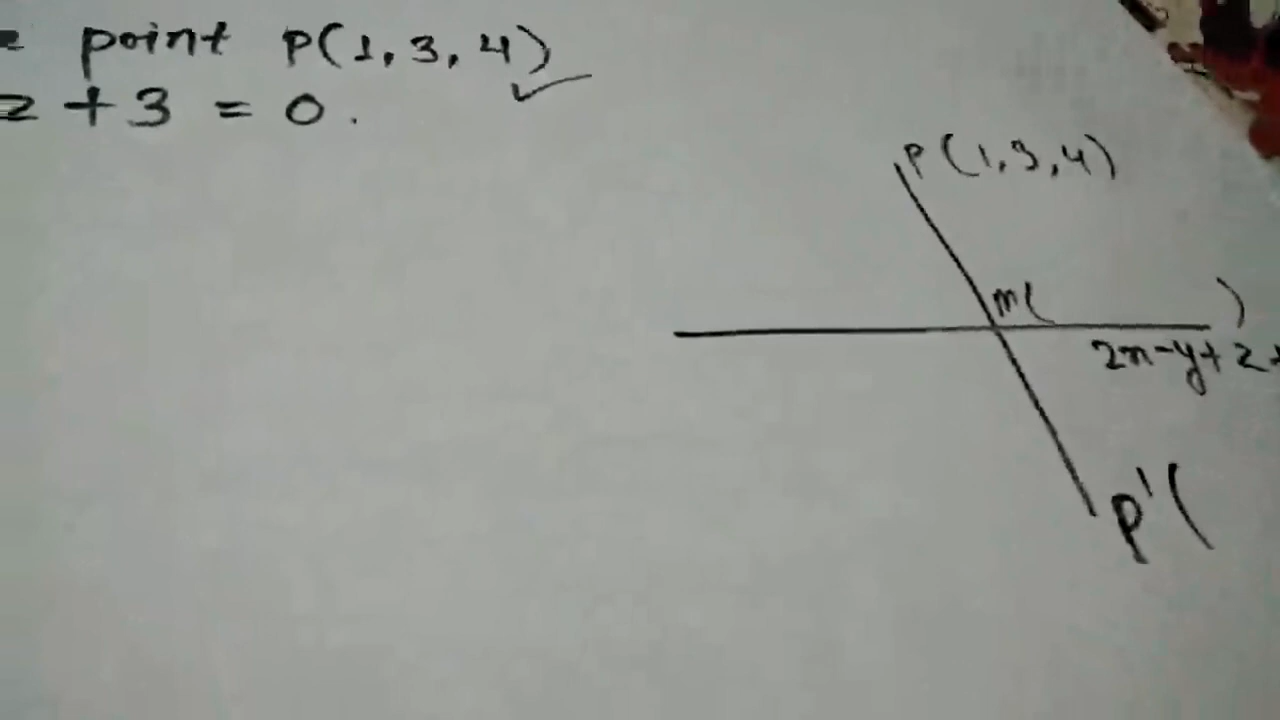 point P(1, 3, 4)
z + 3 = 0.
P(1, 3, 4)
M( )
2x-y+z+
P'(